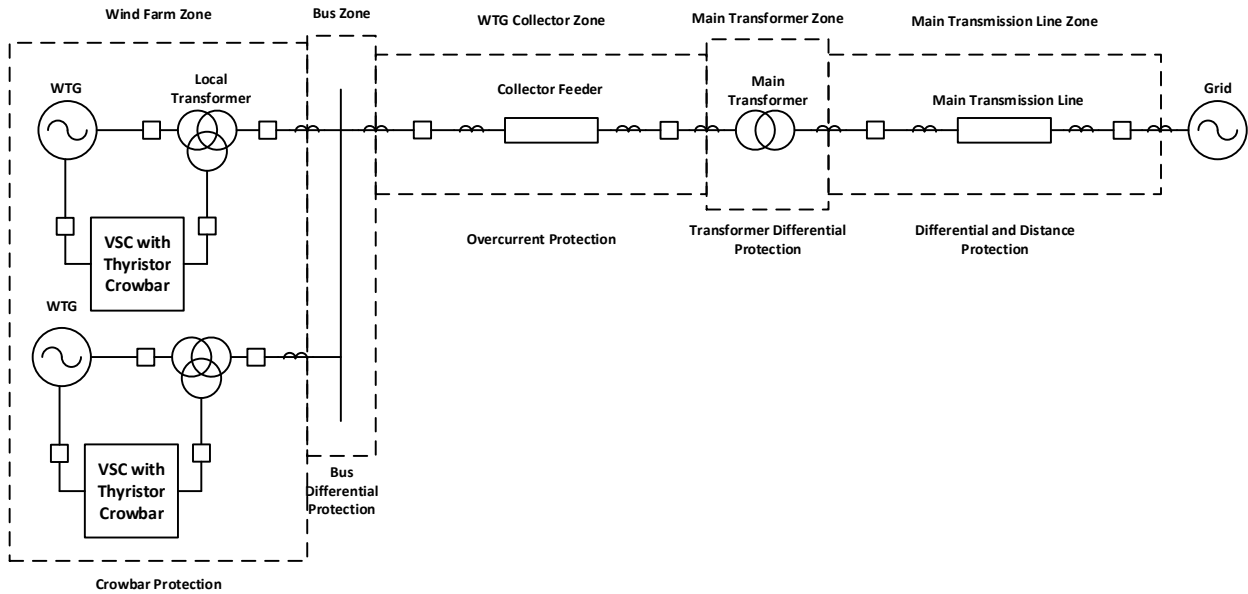 Wind Farm Zone
Bus Zone
WTG Collector Zone
Main Transformer Zone
Main Transmission Line Zone
WTG
Local
Transformer
Collector Feeder
Main
Transformer
Main Transmission Line
Grid
VSC with
Thyristor
Crowbar
Overcurrent Protection
Transformer Differential
Protection
Differential and Distance
Protection
WTG
VSC with
Thyristor
Crowbar
Bus
Differential
Protection
Crowbar Protection